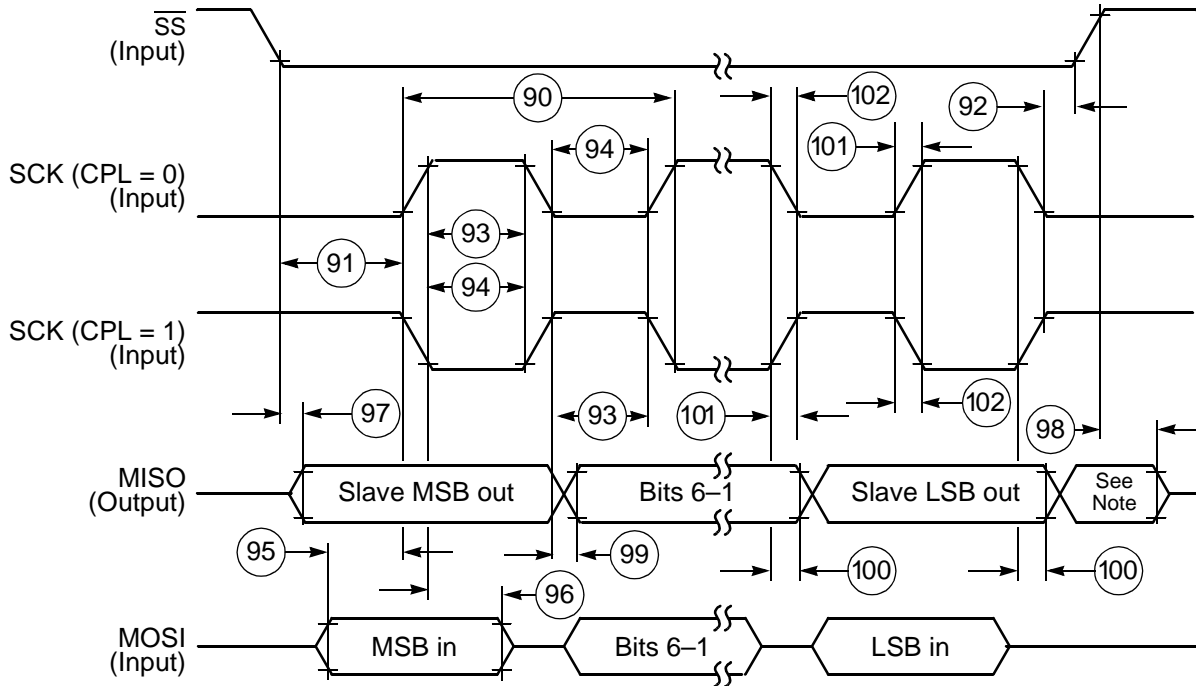 SS
(Input)
90
102
92
101
94
SCK (CPL = 0)
(Input)
93
91
94
SCK (CPL = 1)
(Input)
97
93
101
102
98
MISO
(Output)
Slave MSB out
Bits 6–1
Slave LSB out
See
Note
95
99
100
100
96
MOSI
(Input)
MSB in
Bits 6–1
LSB in